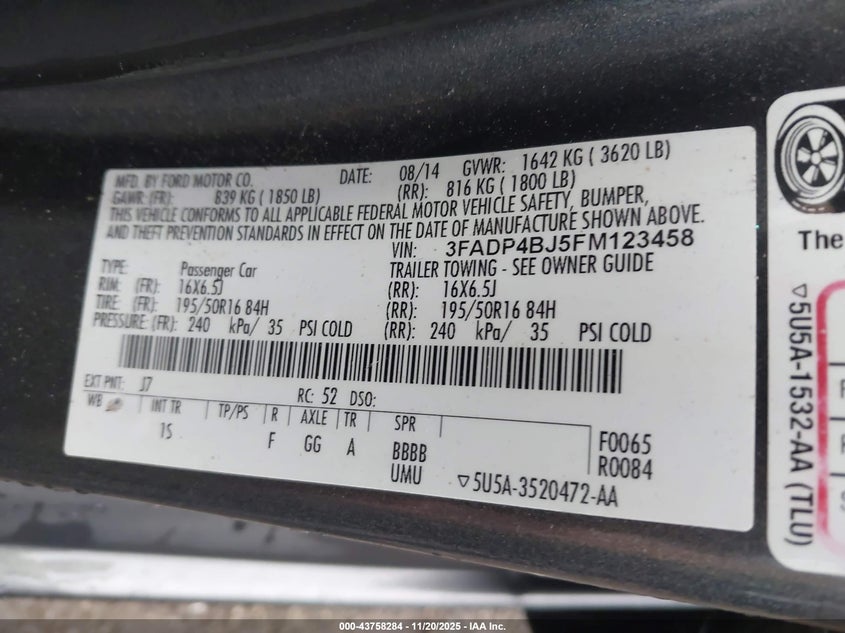 MFD. BY FORD MOTOR CO. DATE: 08/14 GVWR: 1642 KG ( 3620 LB)
GAWR: (FR): 839 KG ( 1850 LB) (RR): 816 KG ( 1800 LB)
THIS VEHICLE CONFORMS TO ALL APPLICABLE FEDERAL MOTOR VEHICLE SAFETY, BUMPER,
AND THEFT PREVENTION STANDARDS IN EFFECT ON THE DATE OF MANUFACTURE SHOWN ABOVE.
VIN: 3FADP4BJ5FM123458
TYPE: Passenger Car TRAILER TOWING - SEE OWNER GUIDE
RIM: (FR): 16X6.5J (RR): 16X6.5J
TIRE: (FR): 195/50R16 84H (RR): 195/50R16 84H
PRESSURE: (FR): 240 kPa/ 35 PSI COLD (RR): 240 kPa/ 35 PSI COLD
EXT PNT: J7 RC: 52 DSO:
WB INT TR TP/PS R AXLE TR SPR
1S F GG A BBBB F0065
UMU R0084
▽5U5A-3520472-AA
The
▽5U5A-1532-AA (TLU)
000-43758284 - 11/20/2025 - IAA Inc.